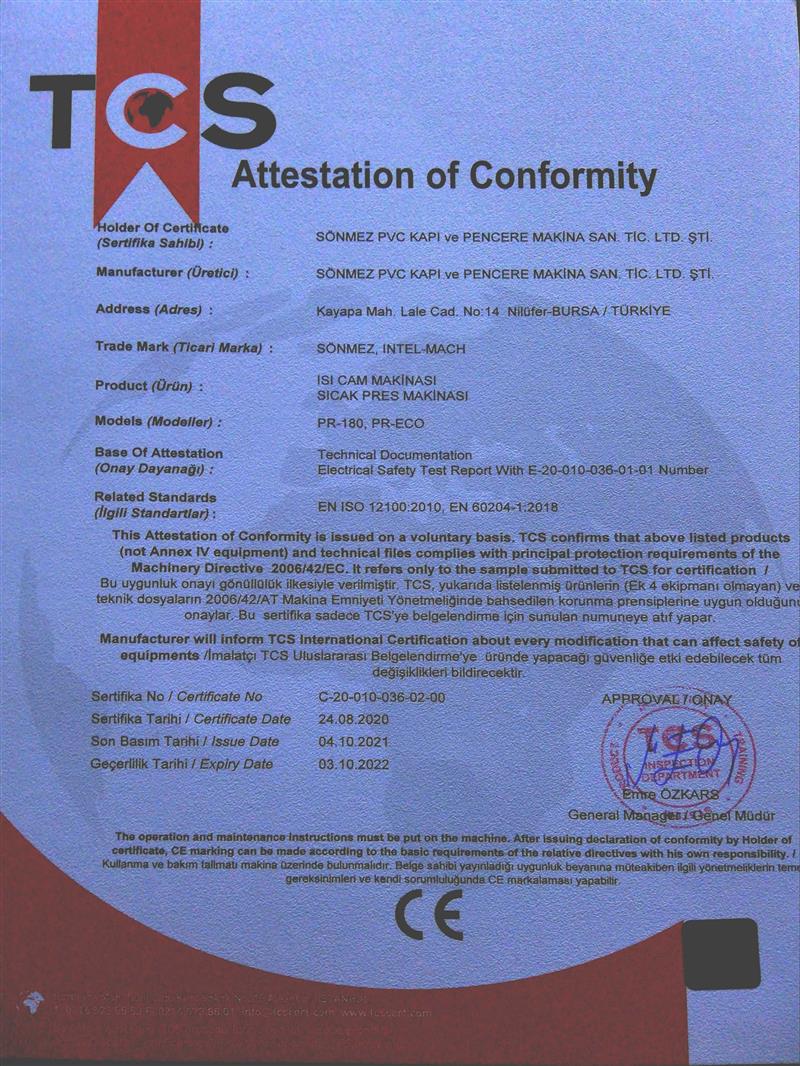 TCS
Attestation of Conformity
Holder Of Certificate
(Sertifika Sahibi) :
SÖNMEZ PVC KAPI ve PENCERE MAKİNA SAN. TİC. LTD. ŞTİ.
Manufacturer (Üretici) :
SÖNMEZ PVC KAPI ve PENCERE MAKİNA SAN. TİC. LTD. ŞTİ.
Address (Adres) :
Kayapa Mah. Lale Cad. No:14 Nilüfer-BURSA / TÜRKİYE
Trade Mark (Ticari Marka) :
SÖNMEZ, INTEL-MACH
Product (Ürün) :
ISI CAM MAKİNASI
SICAK PRES MAKİNASI
Models (Modeller) :
PR-180, PR-ECO
Base Of Attestation
(Onay Dayanağı) :
Technical Documentation
Electrical Safety Test Report With E-20-010-036-01-01 Number
Related Standards
(İlgili Standartlar) :
EN ISO 12100:2010, EN 60204-1:2018
This Attestation of Conformity is issued on a voluntary basis. TCS confirms that above listed products
(not Annex IV equipment) and technical files complies with principal protection requirements of the
Machinery Directive 2006/42/EC. It refers only to the sample submitted to TCS for certification /
Bu uygunluk onayı gönüllülük ilkesiyle verilmiştir. TCS, yukarıda listelenmiş ürünlerin (Ek 4 ekipmanı olmayan) ve
teknik dosyaların 2006/42/AT Makina Emniyeti Yönetmeliğinde bahsedilen korunma prensiplerine uygun olduğunu
onaylar. Bu sertifika sadece TCS'ye belgelendirme için sunulan numuneye atıf yapar.
Manufacturer will inform TCS International Certification about every modification that can affect safety of
equipments /İmalatçı TCS Uluslararası Belgelendirme'ye üründe yapacağı güvenliğe etki edebilecek tüm
değişiklikleri bildirecektir.
Sertifika No / Certificate No
C-20-010-036-02-00
Sertifika Tarihi / Certificate Date
24.08.2020
Son Basım Tarihi / Issue Date
04.10.2021
Geçerlilik Tarihi / Expiry Date
03.10.2022
APPROVAL / ONAY
TCS
INSPECTION
DEPARTMENT
TRAINING
Emre ÖZKARS
General Manager / Genel Müdür
The operation and maintenance instructions must be put on the machine. After issuing declaration of conformity by Holder of
certificate, CE marking can be made according to the basic requirements of the relative directives with his own responsibility. /
Kullanma ve bakım talimatı makina üzerinde bulunmalıdır. Belge sahibi yayınladığı uygunluk beyanına müteakiben ilgili yönetmeliklerin teme
gereksinimleri ve kendi sorumluluğunda CE markalaması yapabilir.
CE
www.tcscert.com